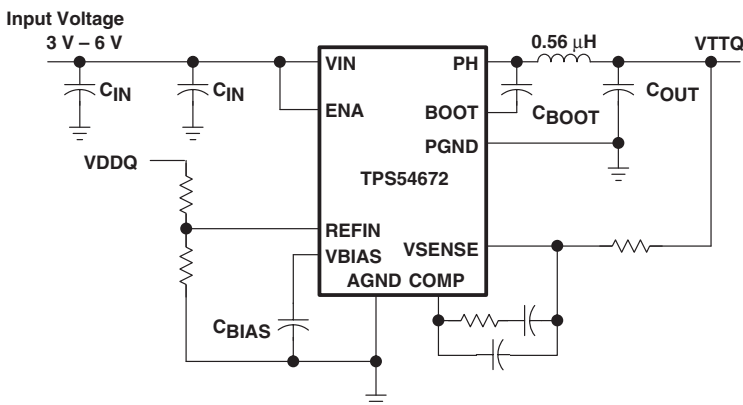 Input Voltage
3 V – 6 V
0.56 μH
VTTQ
VIN
PH
CIN
CIN
COUT
ENA
BOOT
CBOOT
PGND
VDDQ
TPS54672
REFIN
VSENSE
VBIAS
AGND COMP
CBIAS